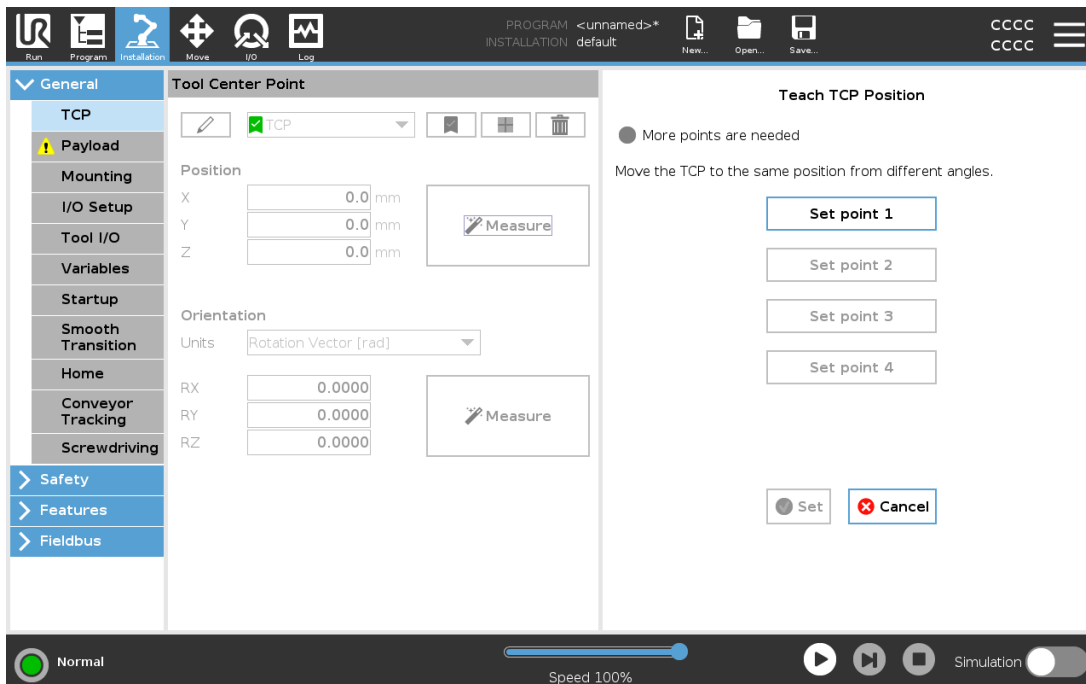 Run
Program
Installation
Move
I/O
Log
PROGRAM <unnamed>*
INSTALLATION default
New...
Open...
Save...
CCCC
CCCC
General
TCP
Payload
Mounting
I/O Setup
Tool I/O
Variables
Startup
Smooth
Transition
Home
Conveyor
Tracking
Screwdriving
Safety
Features
Fieldbus
Tool Center Point
TCP
Position
X 0.0 mm
Y 0.0 mm
Z 0.0 mm
Measure
Orientation
Units Rotation Vector [rad]
RX 0.0000
RY 0.0000
RZ 0.0000
Measure
Teach TCP Position
More points are needed
Move the TCP to the same position from different angles.
Set point 1
Set point 2
Set point 3
Set point 4
Set
Cancel
Normal
Speed 100%
Simulation